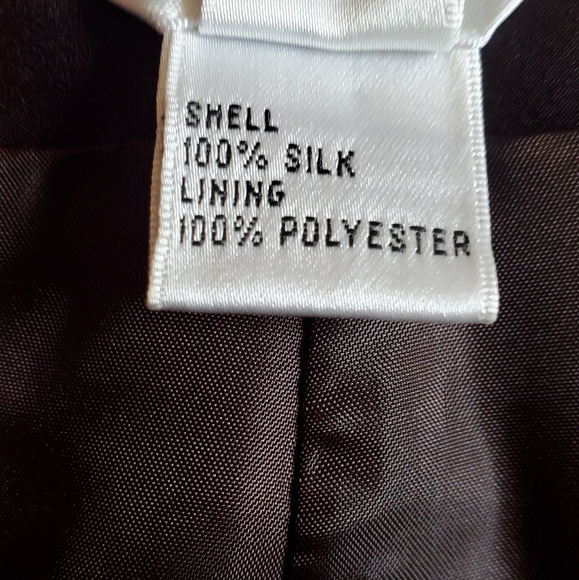 SHELL
100% SILK
LINING
100% POLYESTER